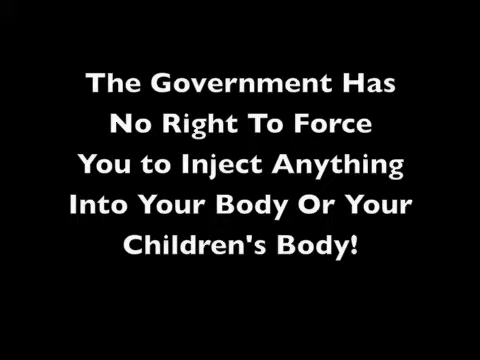 The Government Has
No Right To Force
You to Inject Anything
Into Your Body Or Your
Children's Body!